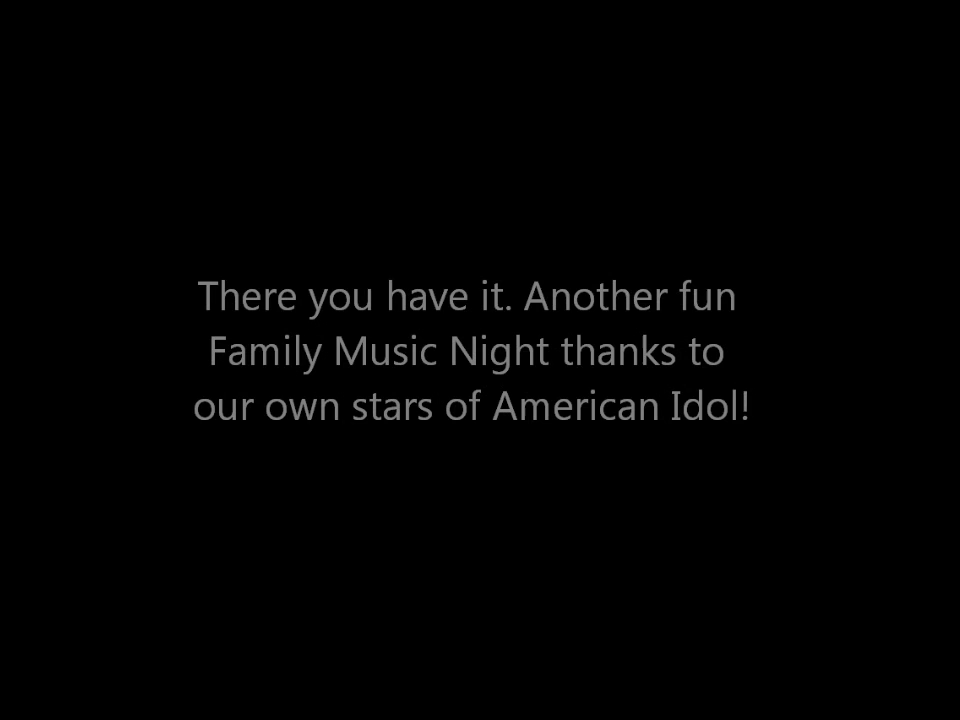 There you have it. Another fun
Family Music Night thanks to
our own stars of American Idol!